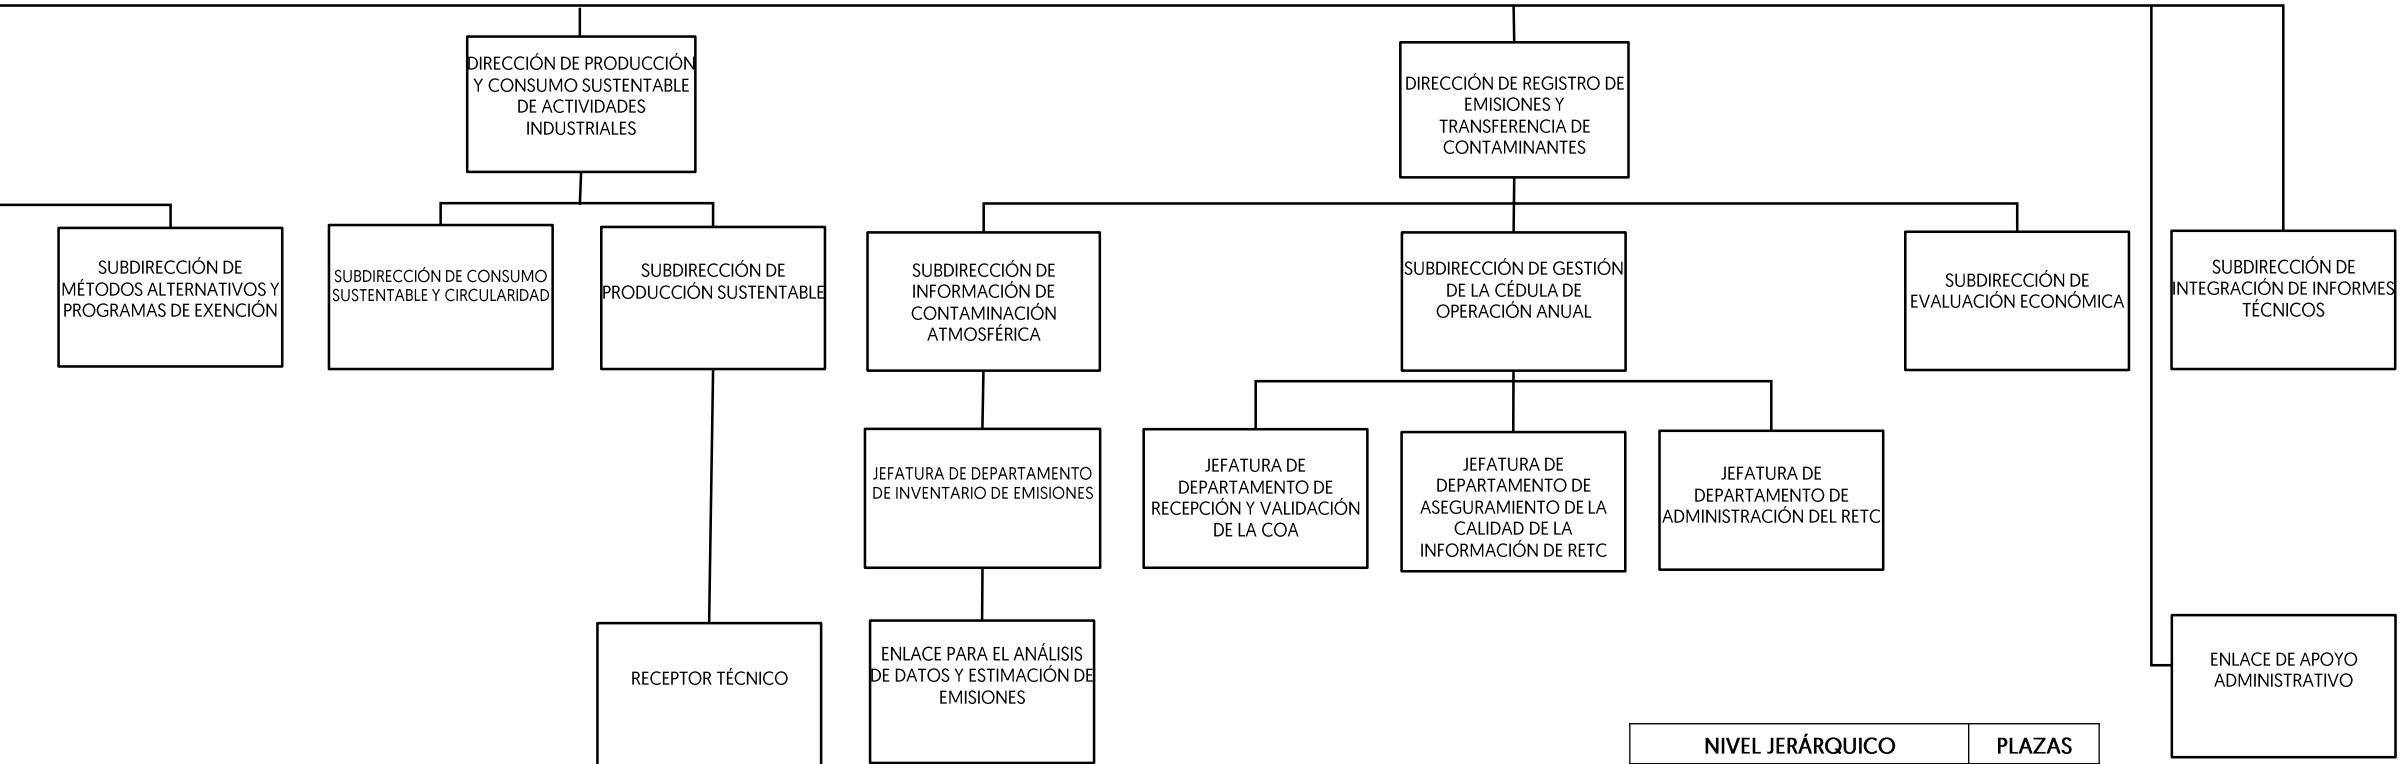 DIRECCIÓN DE PRODUCCIÓN
Y CONSUMO SUSTENTABLE
DE ACTIVIDADES
INDUSTRIALES
DIRECCIÓN DE REGISTRO DE
EMISIONES Y
TRANSFERENCIA DE
CONTAMINANTES
SUBDIRECCIÓN DE
MÉTODOS ALTERNATIVOS Y
PROGRAMAS DE EXENCIÓN
SUBDIRECCIÓN DE CONSUMO
SUSTENTABLE Y CIRCULARIDAD
SUBDIRECCIÓN DE
PRODUCCIÓN SUSTENTABLE
SUBDIRECCIÓN DE
INFORMACIÓN DE
CONTAMINACIÓN
ATMOSFÉRICA
SUBDIRECCIÓN DE GESTIÓN
DE LA CÉDULA DE
OPERACIÓN ANUAL
SUBDIRECCIÓN DE
EVALUACIÓN ECONÓMICA
SUBDIRECCIÓN DE
INTEGRACIÓN DE INFORMES
TÉCNICOS
JEFATURA DE DEPARTAMENTO
DE INVENTARIO DE EMISIONES
JEFATURA DE
DEPARTAMENTO DE
RECEPCIÓN Y VALIDACIÓN
DE LA COA
JEFATURA DE
DEPARTAMENTO DE
ASEGURAMIENTO DE LA
CALIDAD DE LA
INFORMACIÓN DE RETC
JEFATURA DE
DEPARTAMENTO DE
ADMINISTRACIÓN DEL RETC
RECEPTOR TÉCNICO
ENLACE PARA EL ANÁLISIS
DE DATOS Y ESTIMACIÓN DE
EMISIONES
ENLACE DE APOYO
ADMINISTRATIVO
NIVEL JERÁRQUICO PLAZAS